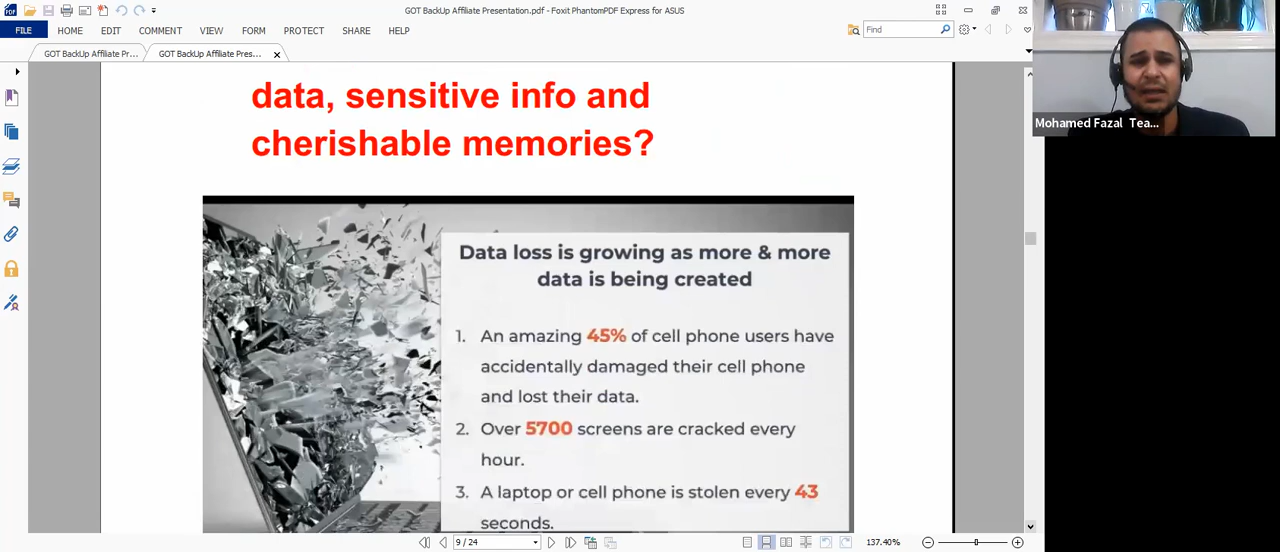 GOT BackUp Affiliate Presentation.pdf - Foxit PhantomPDF Express for ASUS
FILE HOME EDIT COMMENT VIEW FORM PROTECT SHARE HELP
Find
GOT BackUp Affiliate Pr...
GOT BackUp Affiliate Pres...
Mohamed Fazal Tea...
data, sensitive info and
cherishable memories?
Data loss is growing as more & more
data is being created
1. An amazing 45% of cell phone users have
accidentally damaged their cell phone
and lost their data.
2. Over 5700 screens are cracked every
hour.
3. A laptop or cell phone is stolen every 43
seconds.
9 / 24
137.40%